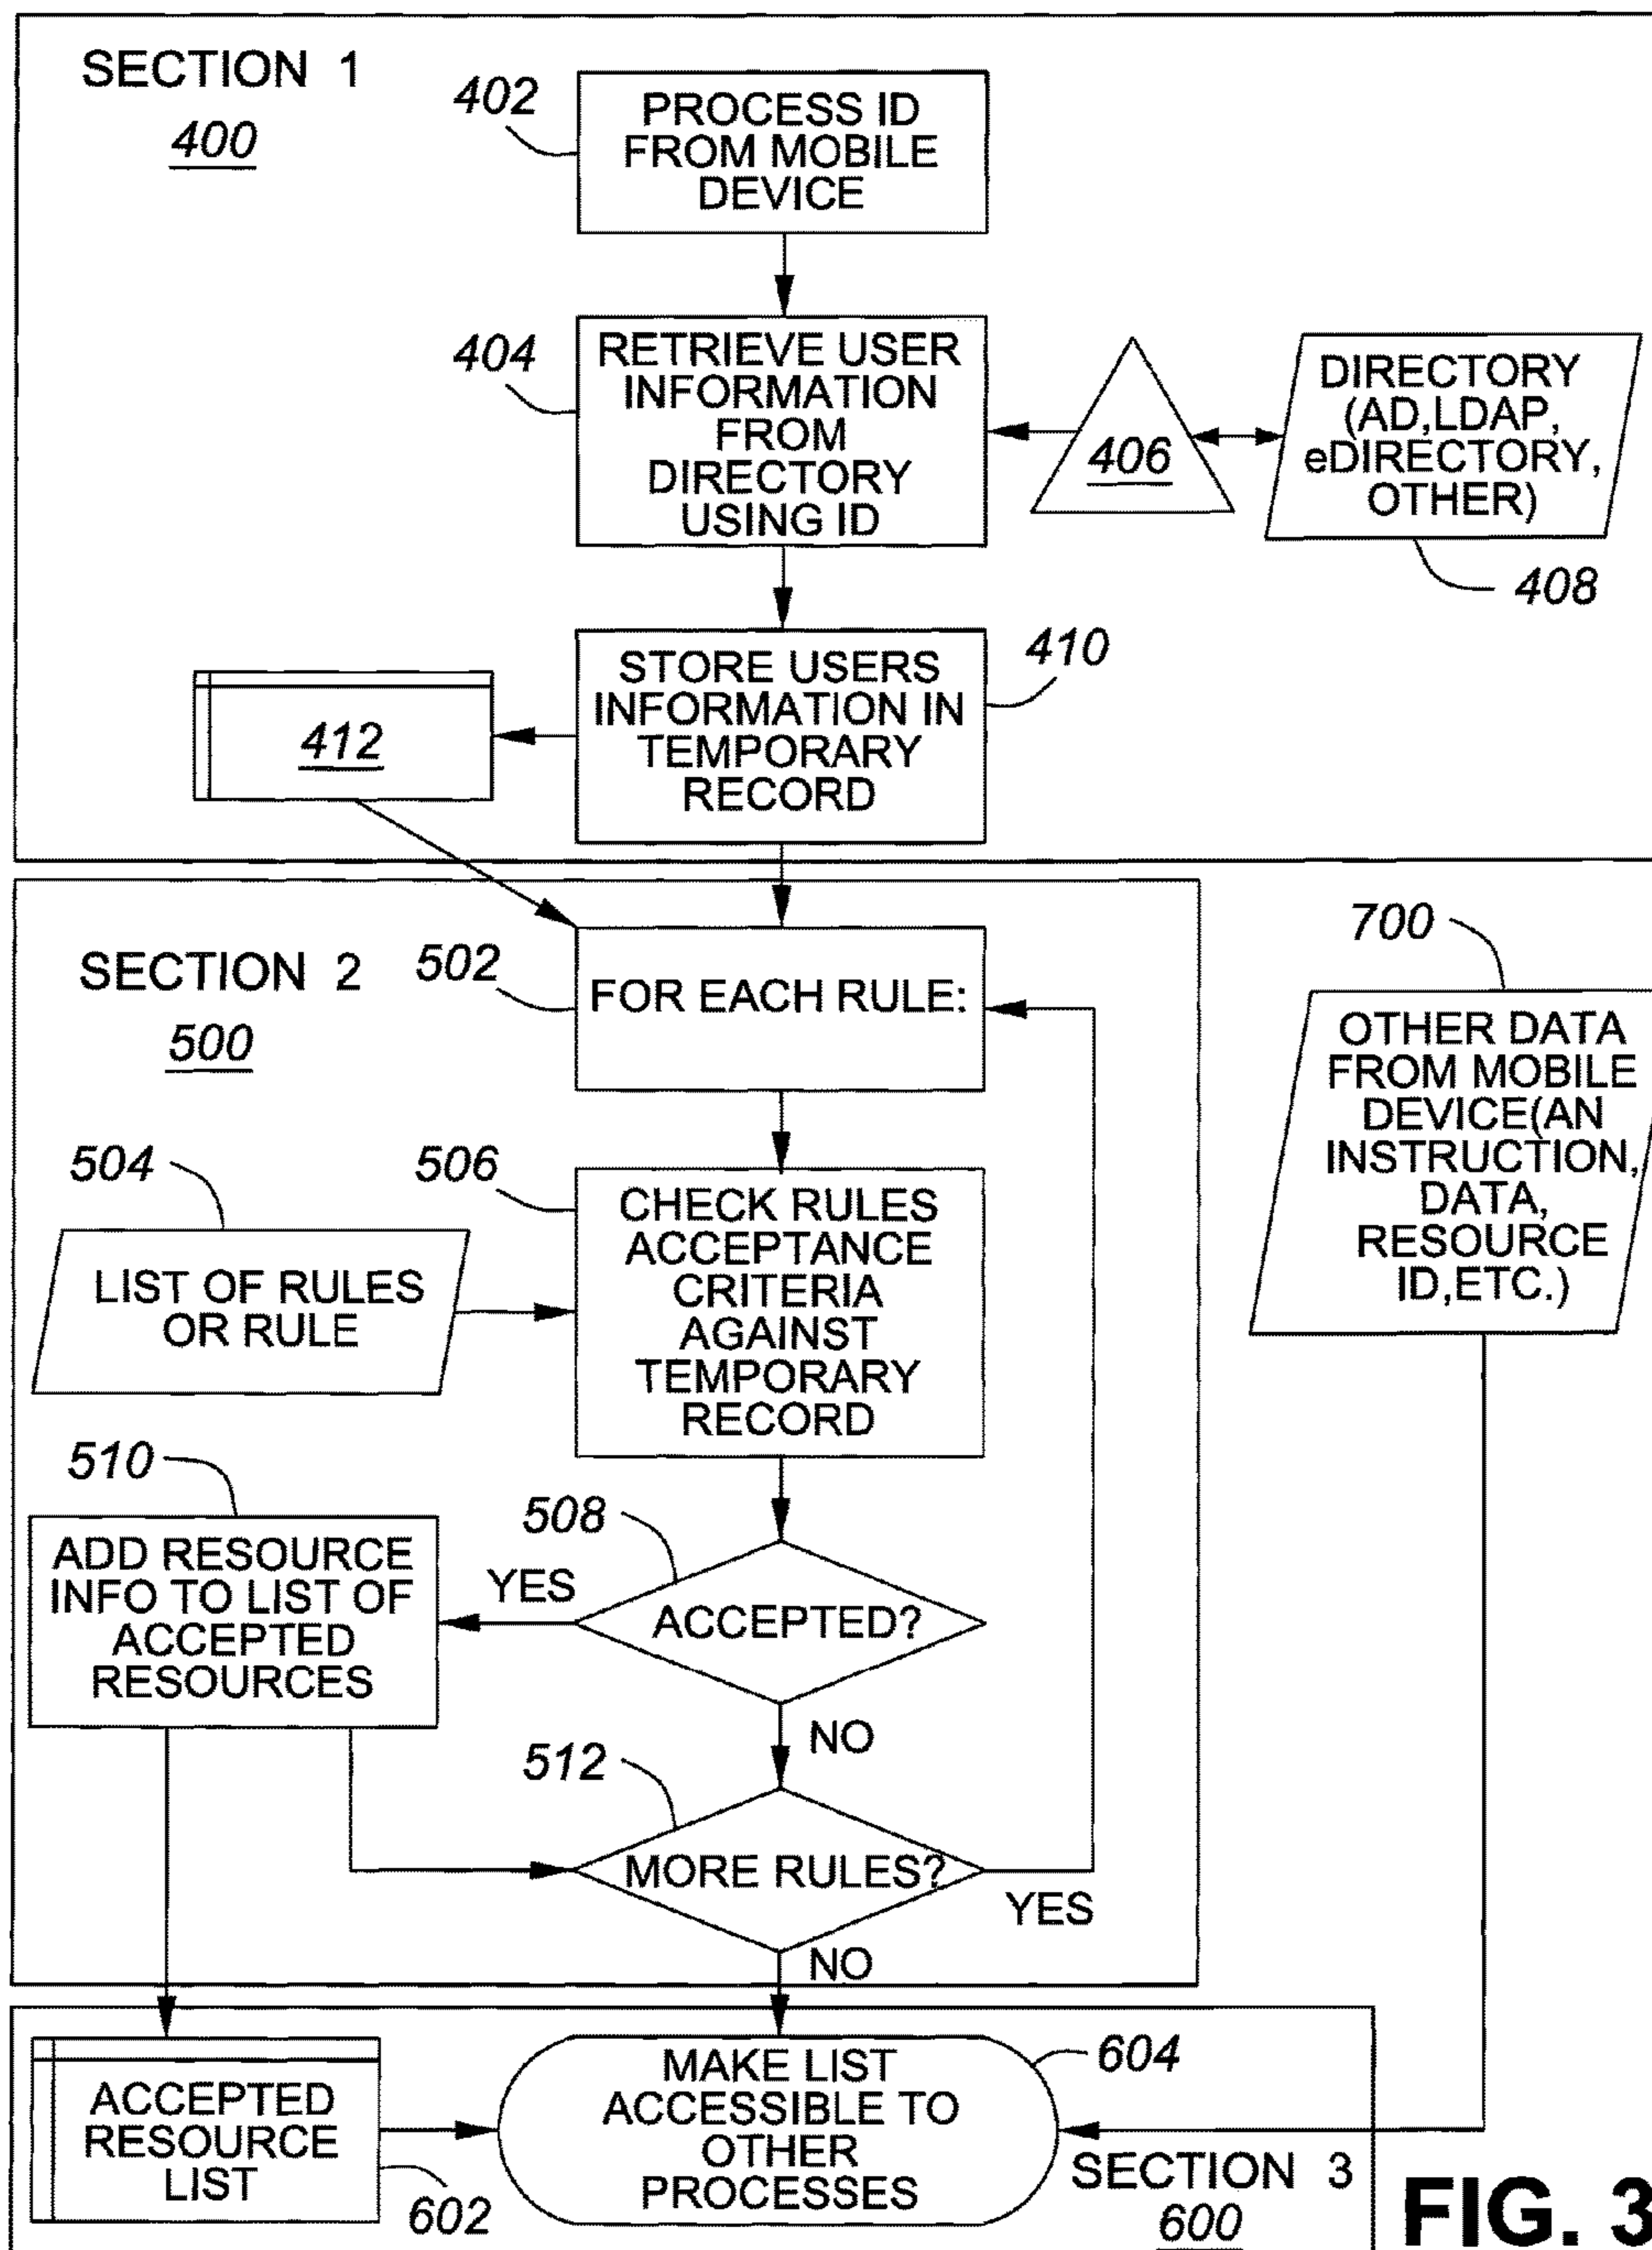 SECTION 1
400
402
PROCESS ID
FROM MOBILE
DEVICE
404
RETRIEVE USER
INFORMATION
FROM
DIRECTORY
USING ID
406
DIRECTORY
(AD,LDAP,
eDIRECTORY,
OTHER)
408
STORE USERS
INFORMATION IN
TEMPORARY
RECORD
410
412
SECTION 2
500
502
FOR EACH RULE:
700
OTHER DATA
FROM MOBILE
DEVICE(AN
INSTRUCTION,
DATA,
RESOURCE
ID,ETC.)
504
LIST OF RULES
OR RULE
506
CHECK RULES
ACCEPTANCE
CRITERIA
AGAINST
TEMPORARY
RECORD
510
ADD RESOURCE
INFO TO LIST OF
ACCEPTED
RESOURCES
508
YES
ACCEPTED?
NO
512
MORE RULES?
YES
NO
ACCEPTED
RESOURCE
LIST
602
MAKE LIST
ACCESSIBLE TO
OTHER
PROCESSES
604
SECTION 3
600
FIG. 3